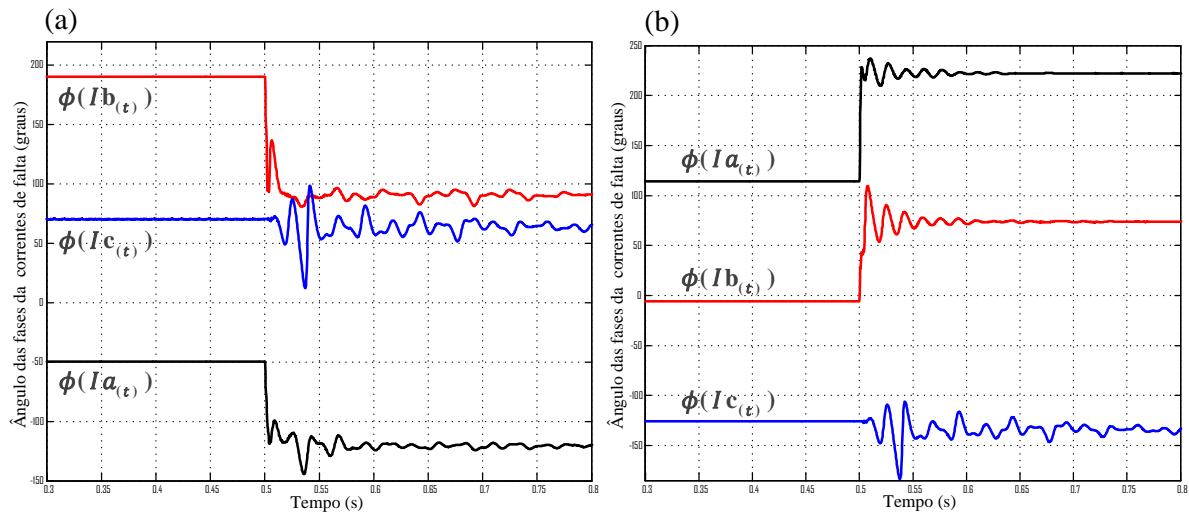 (a)
Ângulo das fases da correntes de falta (graus)
200
150
100
50
0
-50
-100
-150
ϕ(Ib(t))
ϕ(Ic(t))
ϕ(Ia(t))
0.3 0.35 0.4 0.45 0.5 0.55 0.6 0.65 0.7 0.75 0.8
Tempo (s)
(b)
Ângulo das fases da correntes de falta (graus)
250
200
150
100
50
0
-50
-100
-150
ϕ(Ia(t))
ϕ(Ib(t))
ϕ(Ic(t))
0.3 0.35 0.4 0.45 0.5 0.55 0.6 0.65 0.7 0.75 0.8
Tempo (s)